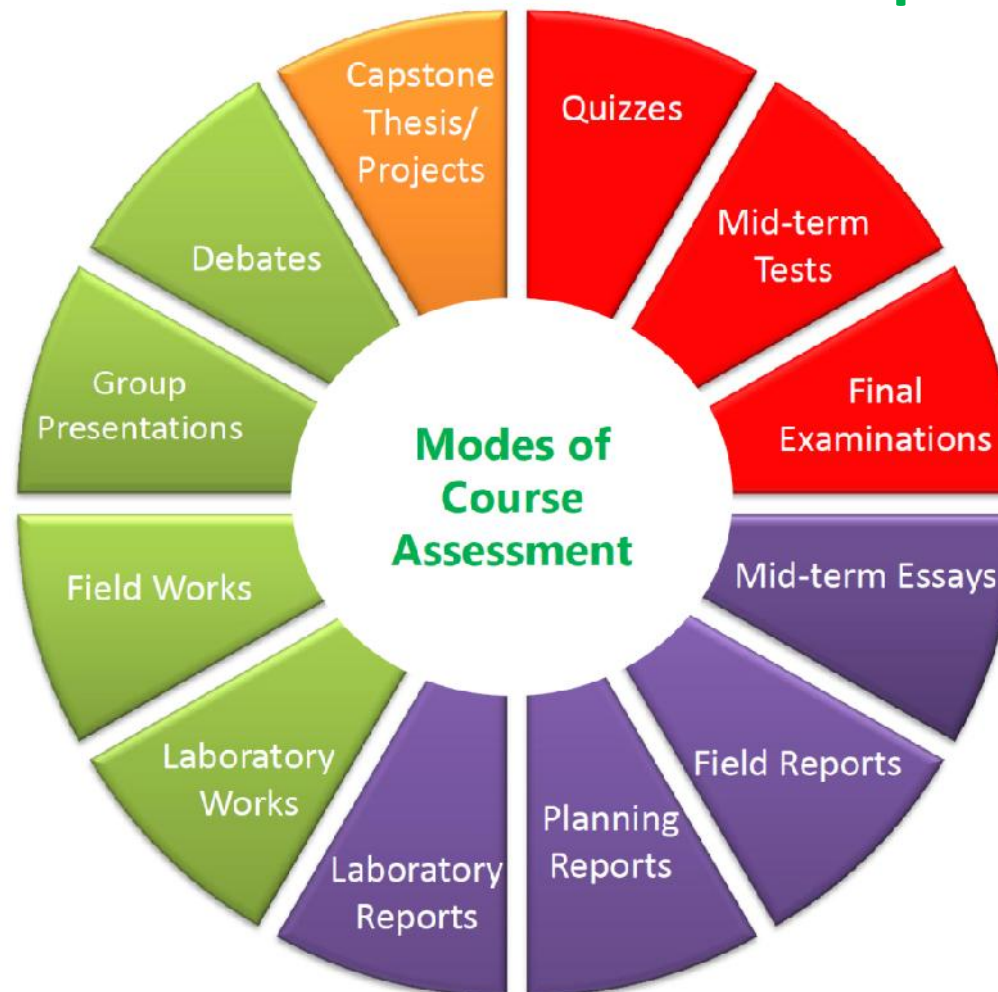 Modes of
Course
Assessment
Quizzes
Mid-term
Tests
Final
Examinations
Mid-term Essays
Field Reports
Planning
Reports
Laboratory
Reports
Laboratory
Works
Field Works
Group
Presentations
Debates
Capstone
Thesis/
Projects